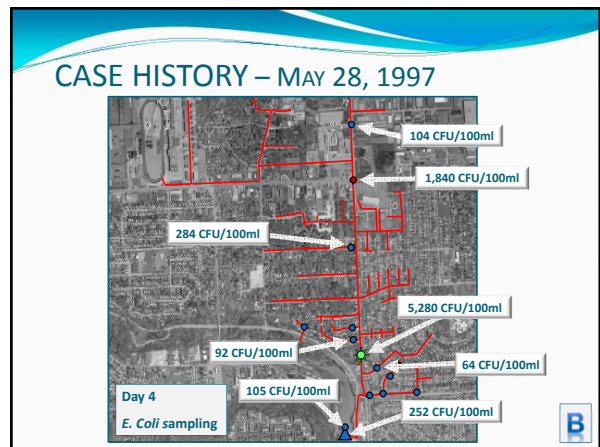 CASE HISTORY – MAY 28, 1997
104 CFU/100ml
1,840 CFU/100ml
284 CFU/100ml
5,280 CFU/100ml
92 CFU/100ml
64 CFU/100ml
105 CFU/100ml
252 CFU/100ml
Day 4
E. Coli sampling
B